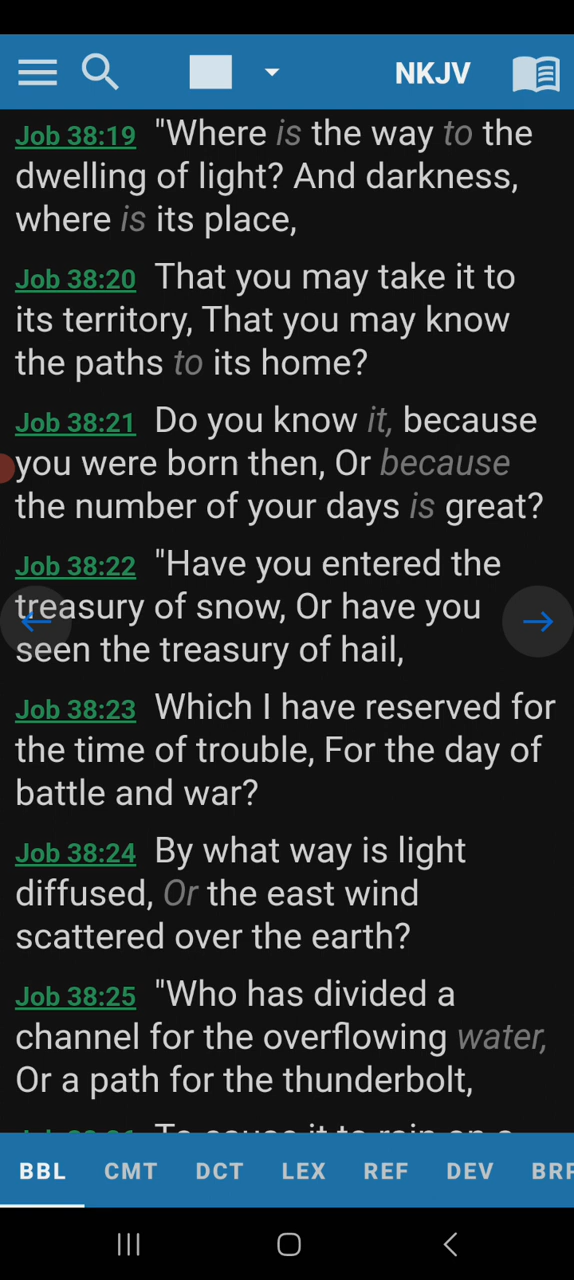 NKJV
Job 38:19 "Where is the way to the
dwelling of light? And darkness,
where is its place,
Job 38:20 That you may take it to
its territory, That you may know
the paths to its home?
Job 38:21 Do you know it, because
you were born then, Or because
the number of your days is great?
Job 38:22 "Have you entered the
treasury of snow, Or have you
seen the treasury of hail,
Job 38:23 Which I have reserved for
the time of trouble, For the day of
battle and war?
Job 38:24 By what way is light
diffused, Or the east wind
scattered over the earth?
Job 38:25 "Who has divided a
channel for the overflowing water,
Or a path for the thunderbolt,
BBL CMT DCT LEX REF DEV BRP